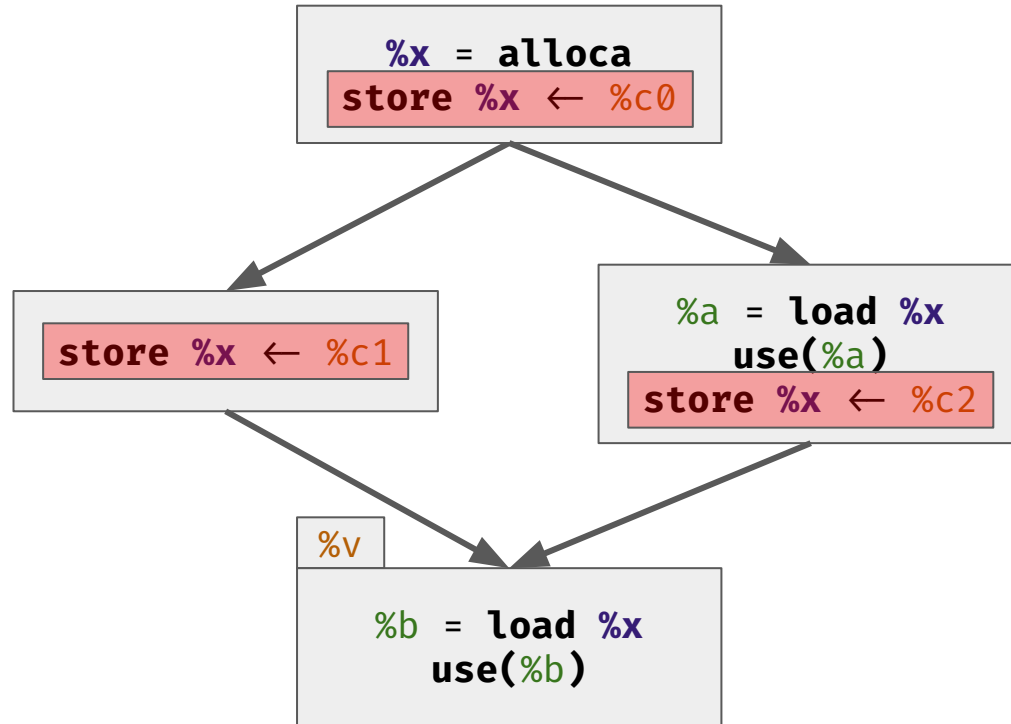 %x = alloca
store %x ← %c0
store %x ← %c1
%a = load %x
use(%a)
store %x ← %c2
%v
%b = load %x
use(%b)